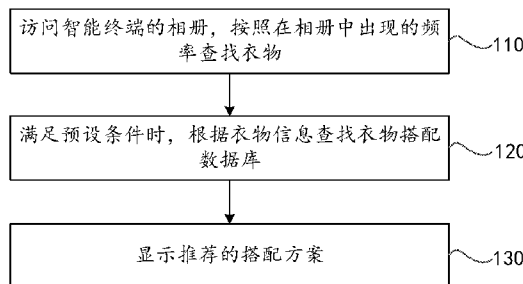 访问智能终端的相册，按照在相册中出现的频
率查找衣物
110
满足预设条件时，根据衣物信息查找衣物搭配
数据库
120
显示推荐的搭配方案
130